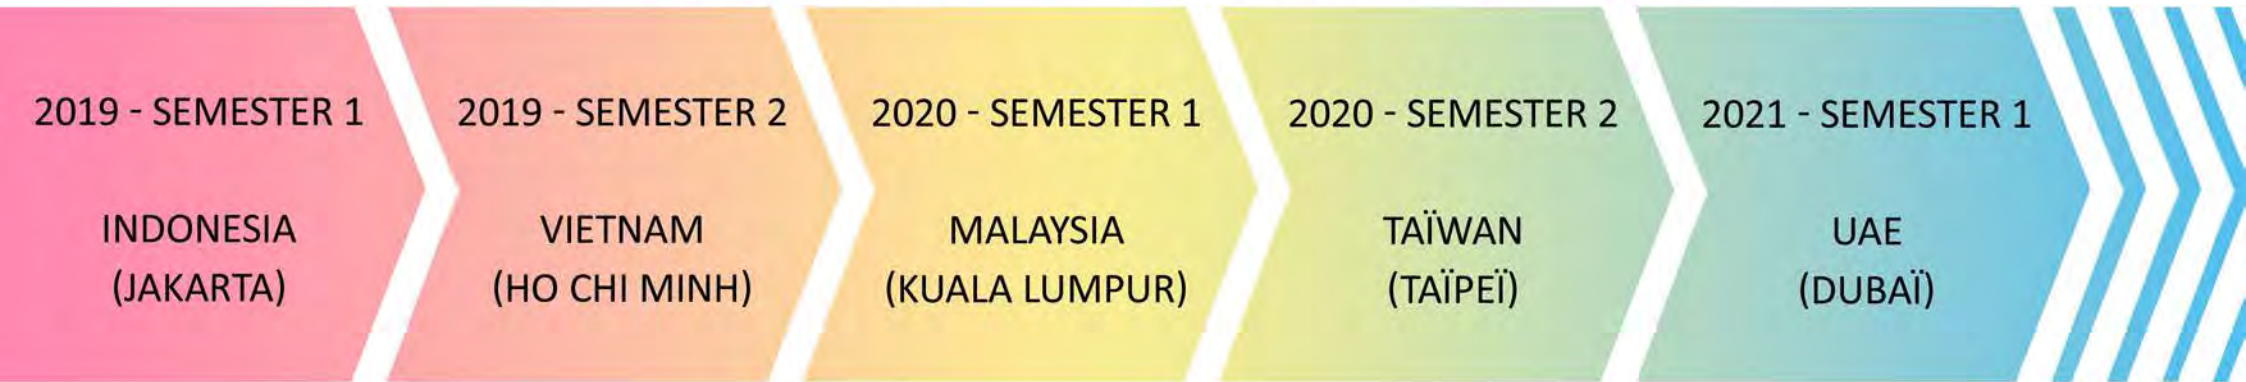 2019 - SEMESTER 1
INDONESIA
(JAKARTA)
2019 - SEMESTER 2
VIETNAM
(HO CHI MINH)
2020 - SEMESTER 1
MALAYSIA
(KUALA LUMPUR)
2020 - SEMESTER 2
TAÏWAN
(TAÏPEÏ)
2021 - SEMESTER 1
UAE
(DUBAÏ)